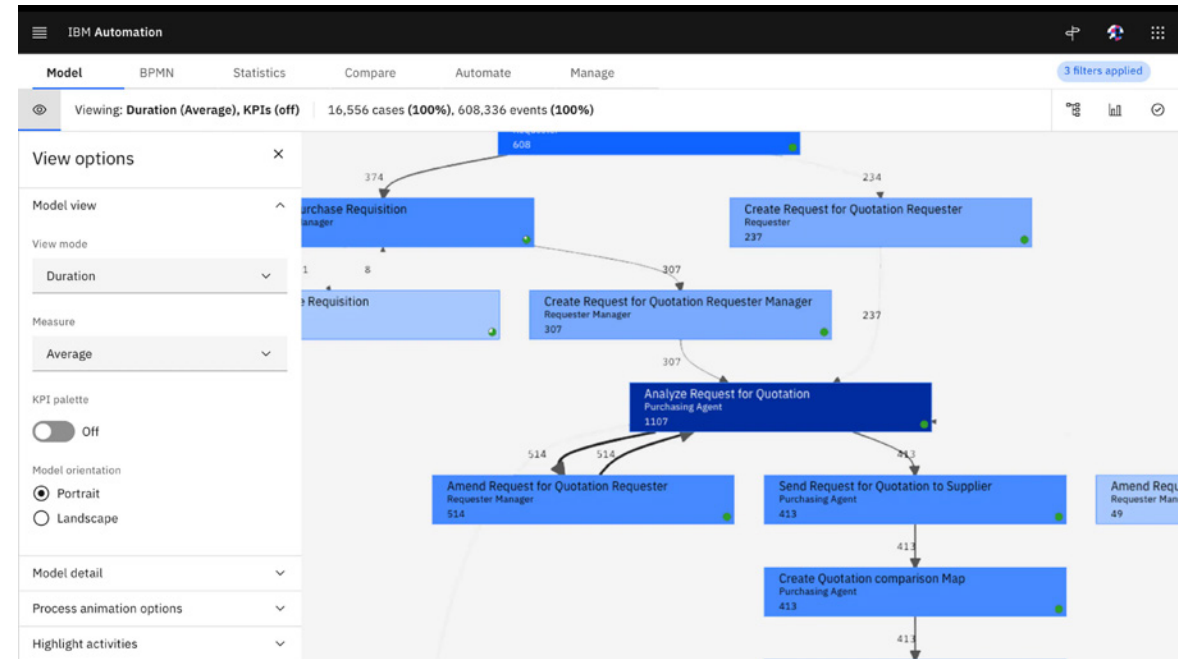 IBM Automation
Model BPMN Statistics Compare Automate Manage
3 filters applied
Viewing: Duration (Average), KPIs (off) 16,556 cases (100%), 608,336 events (100%)
View options
Model view
View mode
Duration
Measure
Average
KPI palette
Off
Model orientation
Portrait
Landscape
Model detail
Process animation options
Highlight activities
Requester
608
374
234
urchase Requisition
anager
Create Request for Quotation Requester
Requester
237
1
8
307
e Requisition
Create Request for Quotation Requester Manager
Requester Manager
307
237
307
Analyze Request for Quotation
Purchasing Agent
1107
514
514
413
Amend Request for Quotation Requester
Requester Manager
514
Send Request for Quotation to Supplier
Purchasing Agent
413
Amend Requ
Requester Man
49
413
Create Quotation comparison Map
Purchasing Agent
413
413